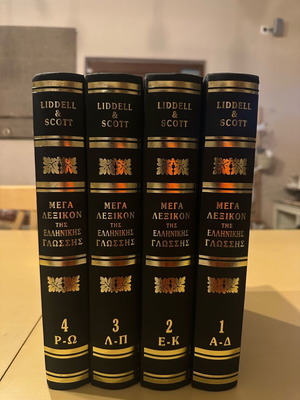 LIDDELL
&
SCOTT
ΜΕΓΑ
ΛΕΞΙΚΟΝ
ΤΗΣ
ΕΛΛΗΝΙΚΗΣ
ΓΛΩΣΣΗΣ
4
Ρ-Ω
LIDDELL
&
SCOTT
ΜΕΓΑ
ΛΕΞΙΚΟΝ
ΤΗΣ
ΕΛΛΗΝΙΚΗΣ
ΓΛΩΣΣΗΣ
3
Λ-Π
LIDDELL
&
SCOTT
ΜΕΓΑ
ΛΕΞΙΚΟΝ
ΤΗΣ
ΕΛΛΗΝΙΚΗΣ
ΓΛΩΣΣΗΣ
2
Ε-Κ
LIDDELL
&
SCOTT
ΜΕΓΑ
ΛΕΞΙΚΟΝ
ΤΗΣ
ΕΛΛΗΝΙΚΗΣ
ΓΛΩΣΣΗΣ
1
Α-Δ